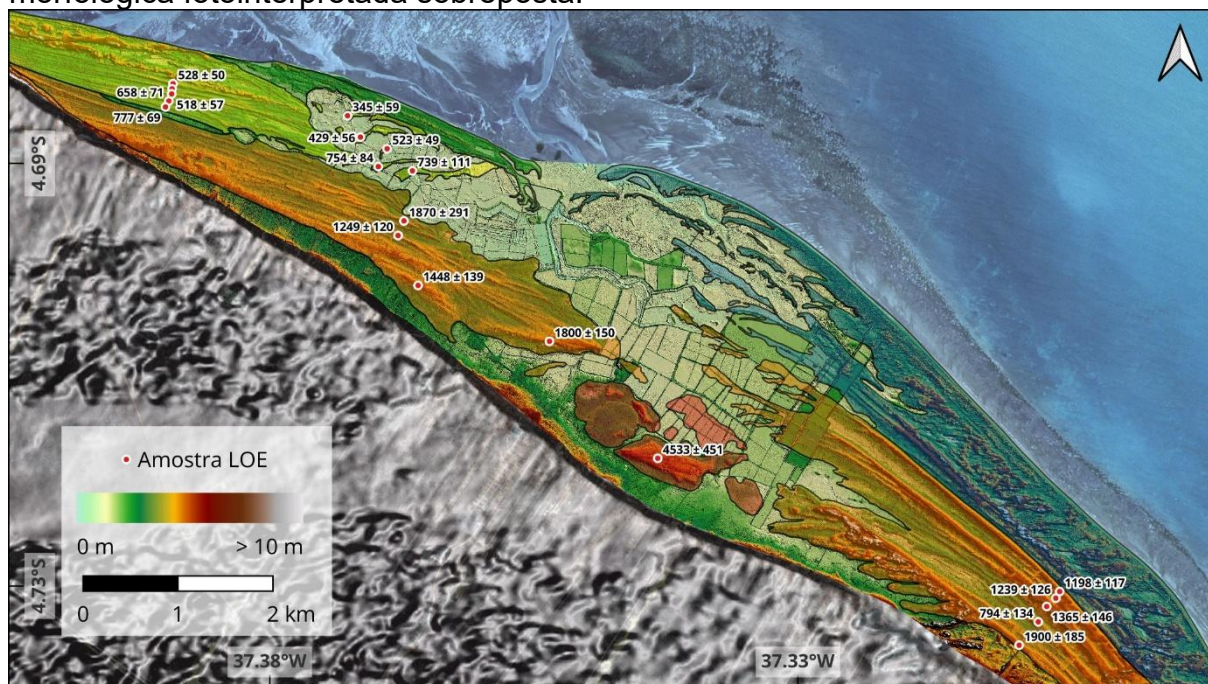 morfológica fotointerpretada sobreposta.
528 ± 50
658 ± 71
518 ± 57
777 ± 69
345 ± 59
429 ± 56
523 ± 49
754 ± 84
739 ± 111
4.69°S
1870 ± 291
1249 ± 120
1448 ± 139
1800 ± 150
4533 ± 451
Amostra LOE
0 m > 10 m
0 1 2 km
4.73°S
1239 ± 126
1198 ± 117
794 ± 134
1365 ± 146
1900 ± 185
37.38°W
37.33°W